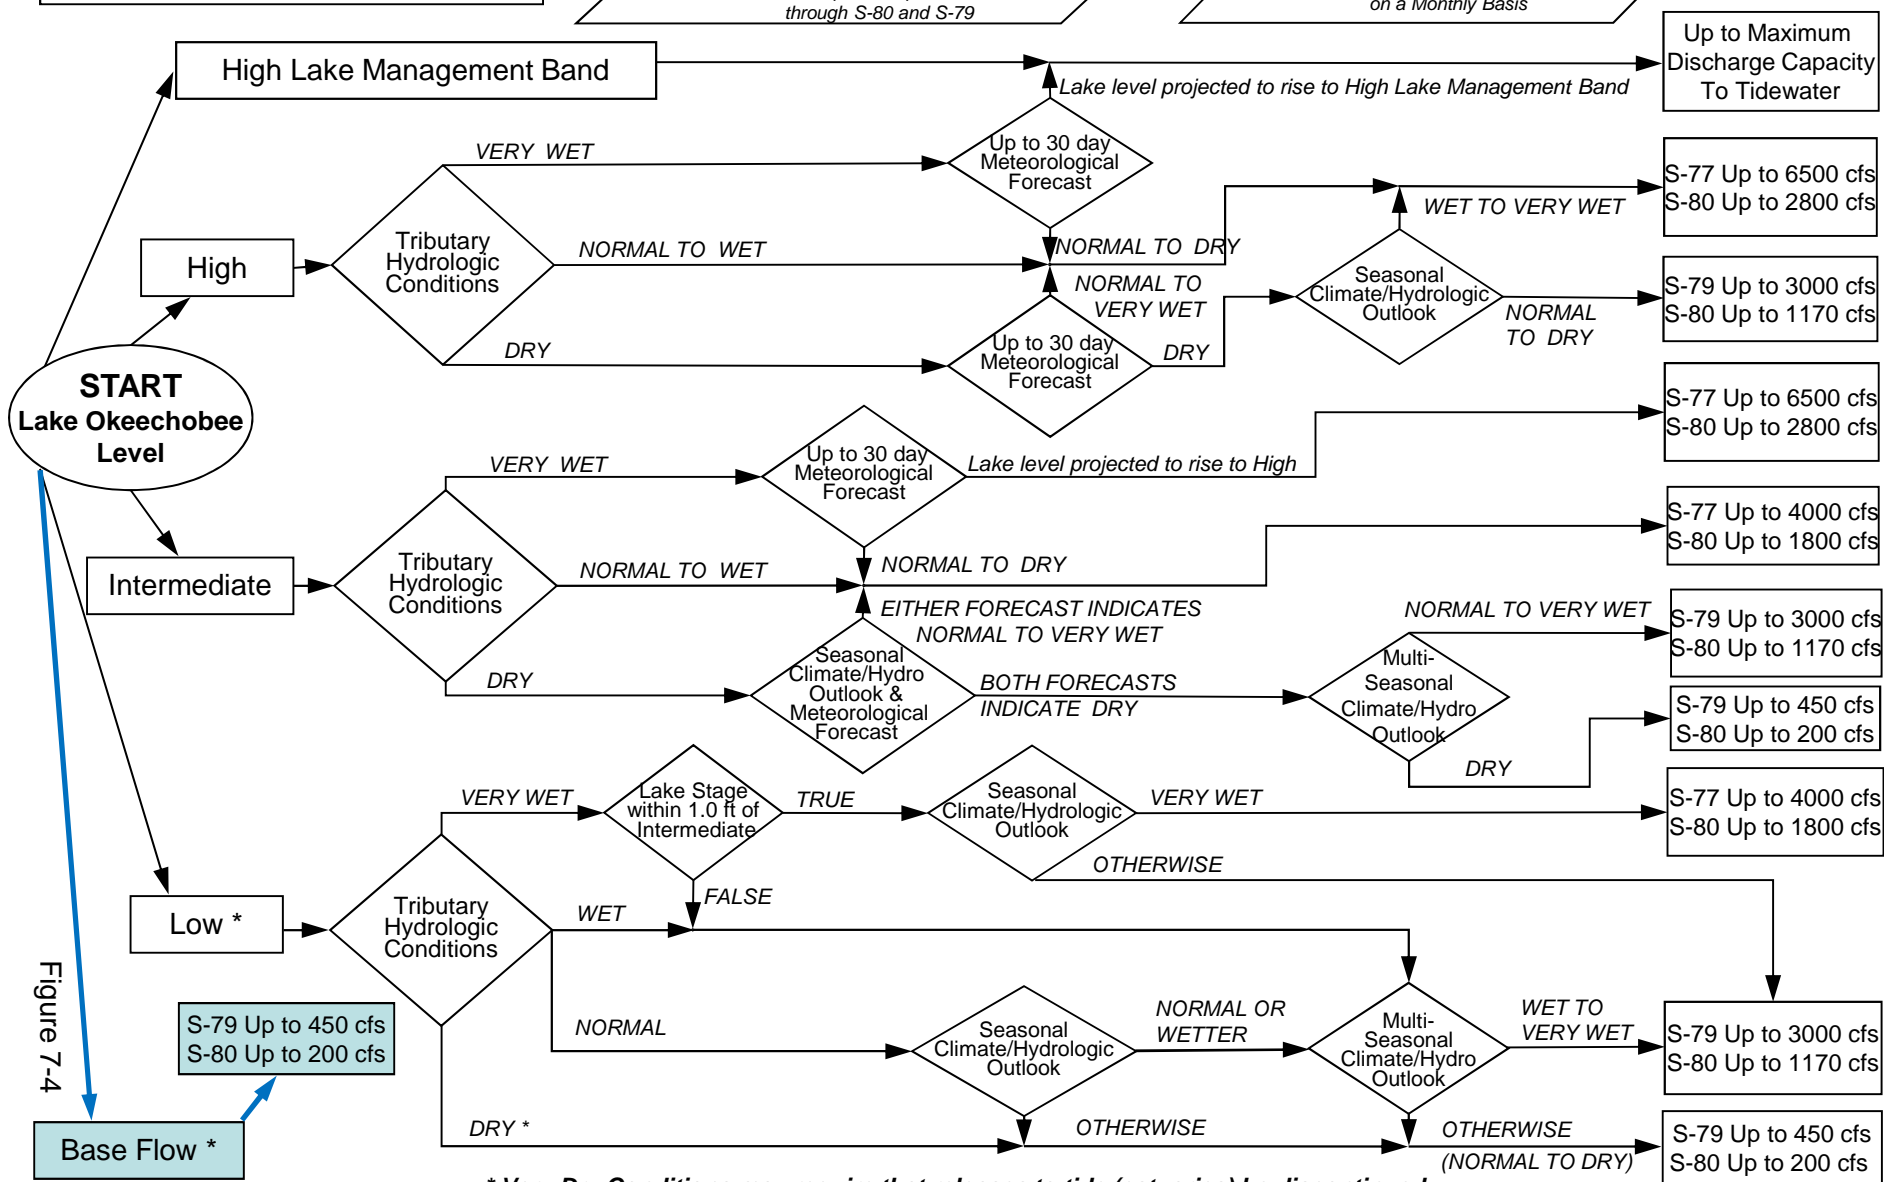 through S-80 and S-79
on a Monthly Basis
High Lake Management Band
Lake level projected to rise to High Lake Management Band
Up to Maximum
Discharge Capacity
To Tidewater
VERY WET
Up to 30 day
Meteorological
Forecast
High
Tributary
Hydrologic
Conditions
NORMAL TO WET
NORMAL TO DRY
WET TO VERY WET
S-77 Up to 6500 cfs
S-80 Up to 2800 cfs
NORMAL TO
VERY WET
Seasonal
Climate/Hydrologic
Outlook
NORMAL
TO DRY
S-79 Up to 3000 cfs
S-80 Up to 1170 cfs
DRY
Up to 30 day
Meteorological
Forecast
DRY
START
Lake Okeechobee
Level
S-77 Up to 6500 cfs
S-80 Up to 2800 cfs
VERY WET
Up to 30 day
Meteorological
Forecast
Lake level projected to rise to High
Intermediate
Tributary
Hydrologic
Conditions
NORMAL TO WET
NORMAL TO DRY
S-77 Up to 4000 cfs
S-80 Up to 1800 cfs
EITHER FORECAST INDICATES
NORMAL TO VERY WET
DRY
Seasonal
Climate/Hydro
Outlook &
Meteorological
Forecast
BOTH FORECASTS
INDICATE DRY
Multi-
Seasonal
Climate/Hydro
Outlook
NORMAL TO VERY WET
S-79 Up to 3000 cfs
S-80 Up to 1170 cfs
DRY
S-79 Up to 450 cfs
S-80 Up to 200 cfs
VERY WET
Lake Stage
within 1.0 ft of
Intermediate
TRUE
Seasonal
Climate/Hydrologic
Outlook
VERY WET
S-77 Up to 4000 cfs
S-80 Up to 1800 cfs
OTHERWISE
FALSE
Low *
Tributary
Hydrologic
Conditions
WET
NORMAL
Seasonal
Climate/Hydrologic
Outlook
NORMAL OR
WETTER
Multi-
Seasonal
Climate/Hydro
Outlook
WET TO
VERY WET
S-79 Up to 3000 cfs
S-80 Up to 1170 cfs
DRY *
OTHERWISE
OTHERWISE
(NORMAL TO DRY)
S-79 Up to 450 cfs
S-80 Up to 200 cfs
Figure 7-4
S-79 Up to 450 cfs
S-80 Up to 200 cfs
Base Flow *